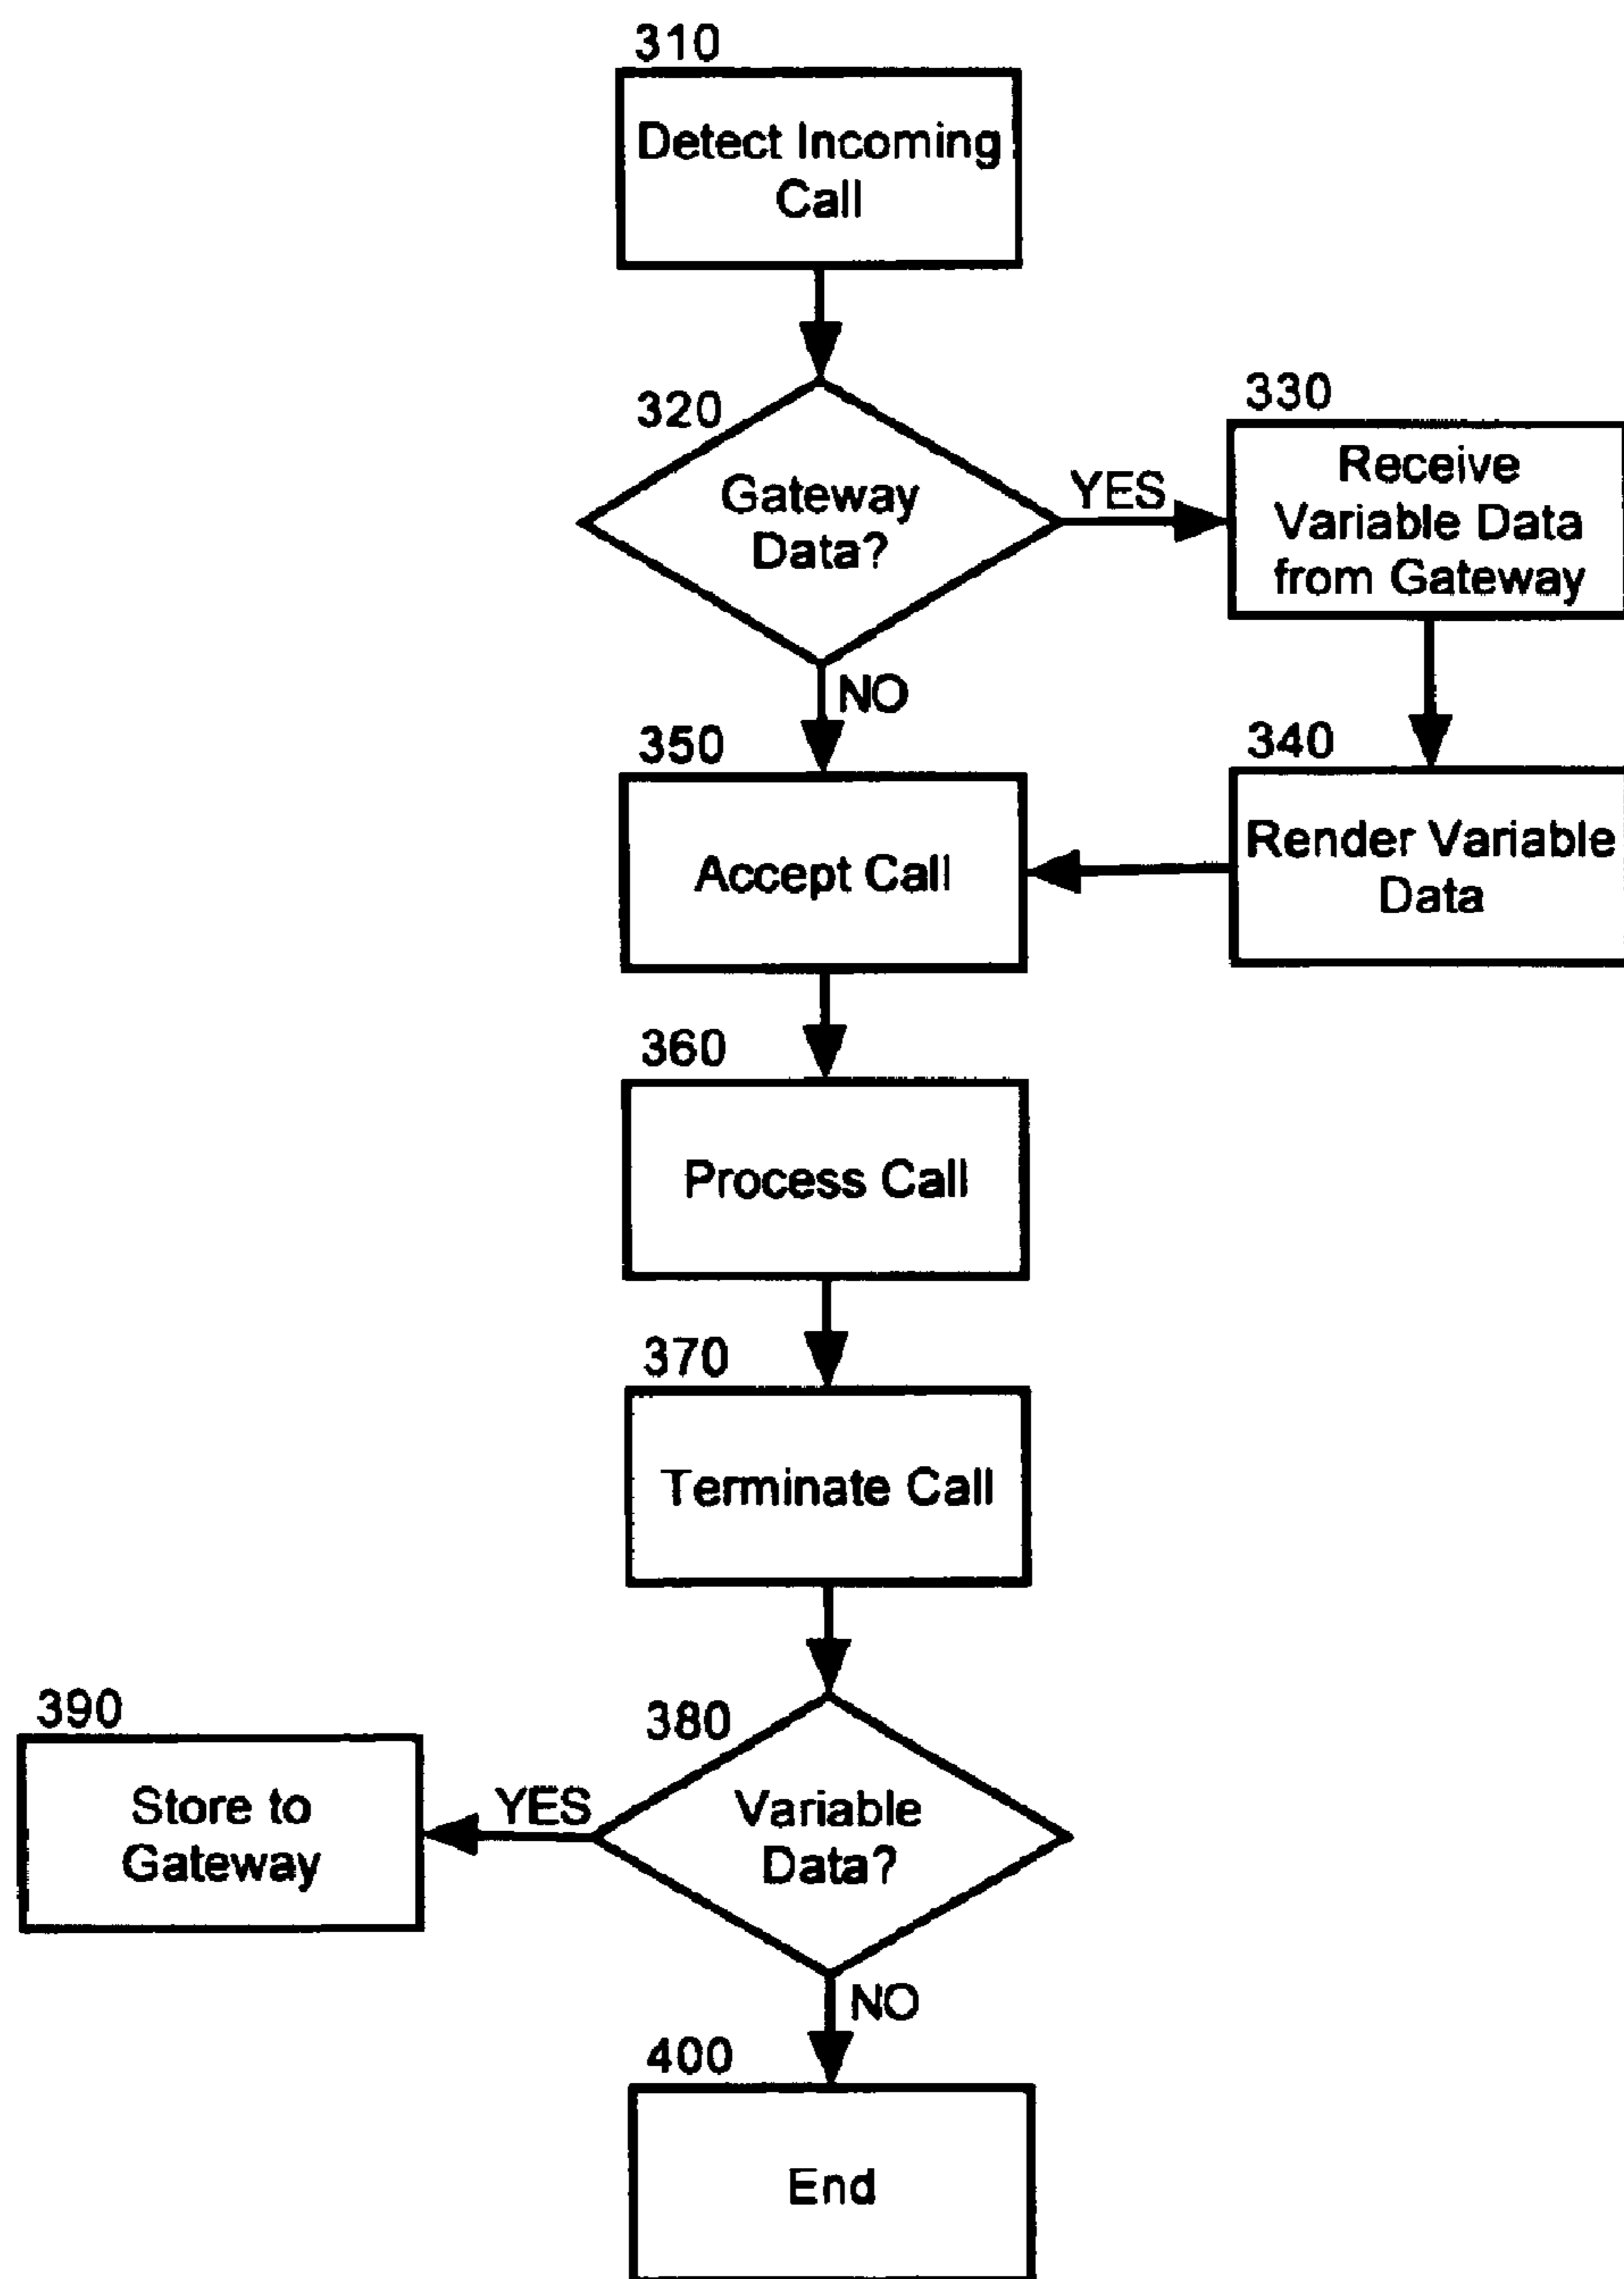 310
Detect Incoming
Call
320
Gateway
Data?
YES
330
Receive
Variable Data
from Gateway
NO
340
Render Variable
Data
350
Accept Call
360
Process Call
370
Terminate Call
380
Variable
Data?
YES
390
Store to
Gateway
NO
400
End